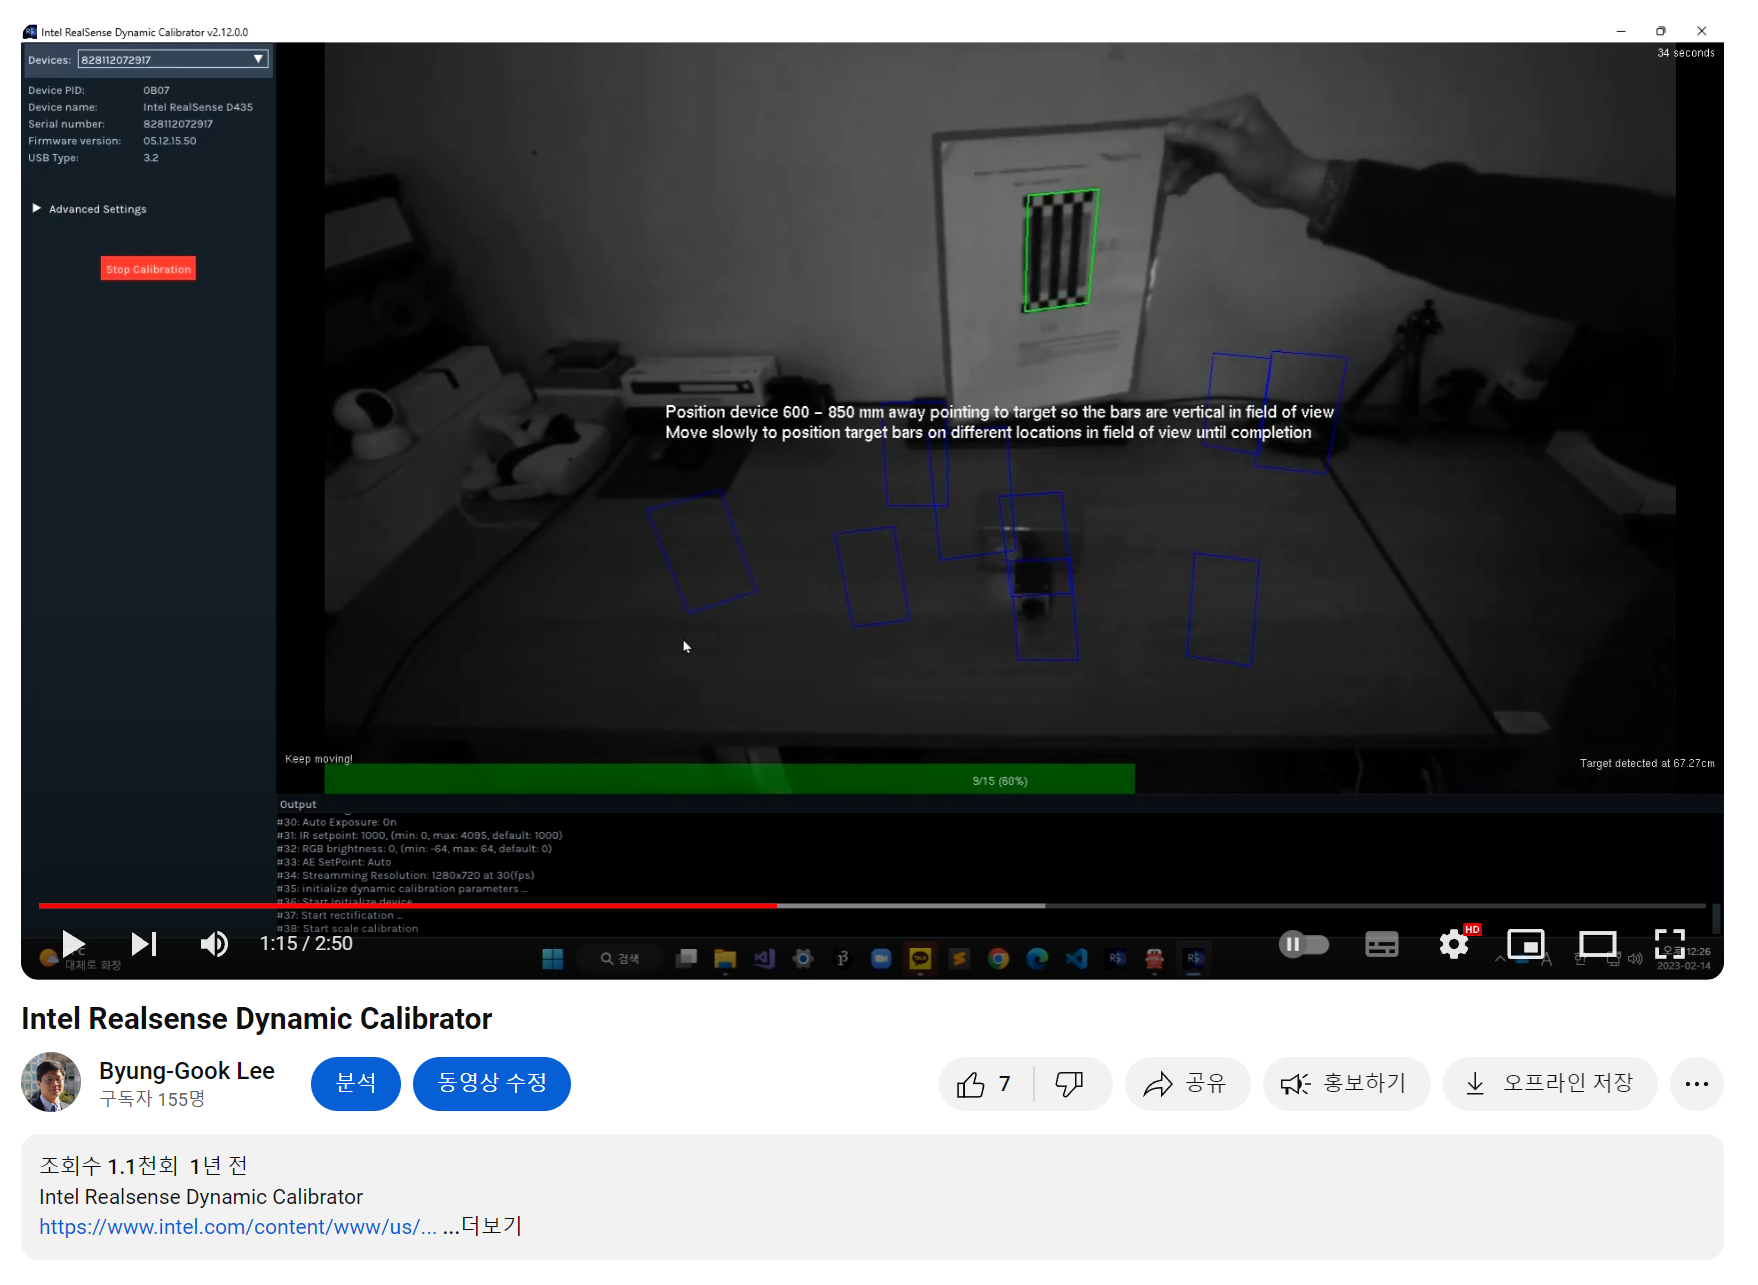 Intel RealSense Dynamic Calibrator v2.12.0.0
Devices: 828112072917
34 seconds
Device PID: 0B07
Device name: Intel RealSense D435
Serial number: 828112072917
Firmware version: 05.12.15.50
USB Type: 3.2
Advanced Settings
Stop Calibration
Position device 600 – 850 mm away pointing to target so the bars are vertical in field of view
Move slowly to position target bars on different locations in field of view until completion
Keep moving!
Target detected at 67.27cm
9/15 (60%)
Output
#30: Auto Exposure: On
#31: IR setpoint: 1000, (min: 0, max: 4095, default: 1000)
#32: RGB brightness: 0, (min: -64, max: 64, default: 0)
#33: AE SetPoint: Auto
#34: Streamming Resolution: 1280x720 at 30(fps)
#35: initialize dynamic calibration parameters ...
#36: Start Initialize device
#37: Start rectification ...
#38: Start scale calibration
1:15 / 2:50
HD
대체로 화창
검색
TALK
R$
R$
A
한
오후 12:26
2023-02-14
Intel Realsense Dynamic Calibrator
Byung-Gook Lee
구독자 155명
분석
동영상 수정
7
공유
홍보하기
오프라인 저장
조회수 1.1천회 1년 전
Intel Realsense Dynamic Calibrator
https://www.intel.com/content/www/us/... ...더보기